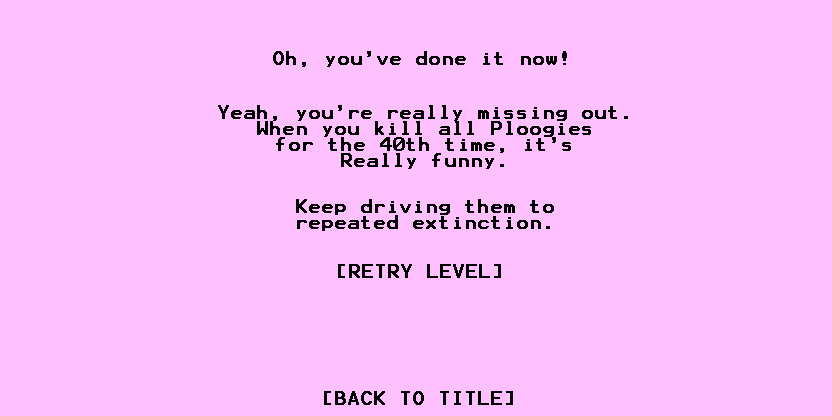 Oh, you've done it now!
Yeah, you're really missing out.
When you kill all Ploogies
for the 40th time, it's
Really funny.
Keep driving them to
repeated extinction.
[RETRY LEVEL]
[BACK TO TITLE]